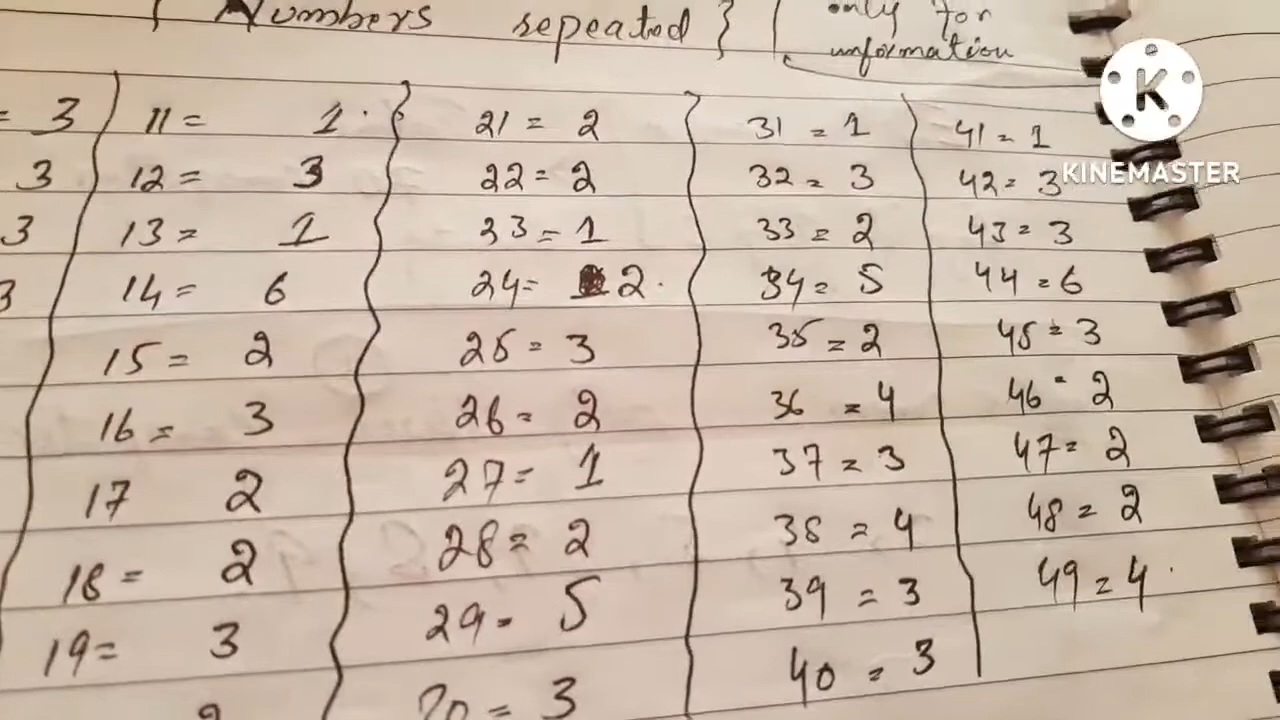 { Numbers repeated } ( only for
information
= 3 11 = 1 21 = 2 31 = 1 41 = 1
3 12 = 3 22 = 2 32 = 3 42 = 3
3 13 = 1 23 = 1 33 = 2 43 = 3
3 14 = 6 24 = 2 34 = 5 44 = 6
15 = 2 25 = 3 35 = 2 45 = 3
16 = 3 26 = 2 36 = 4 46 = 2
17 2 27 = 1 37 = 3 47 = 2
18 = 2 28 = 2 38 = 4 48 = 2
19 = 3 29 = 5 39 = 3 49 = 4
= 3 40 = 3
K
KINEMASTER